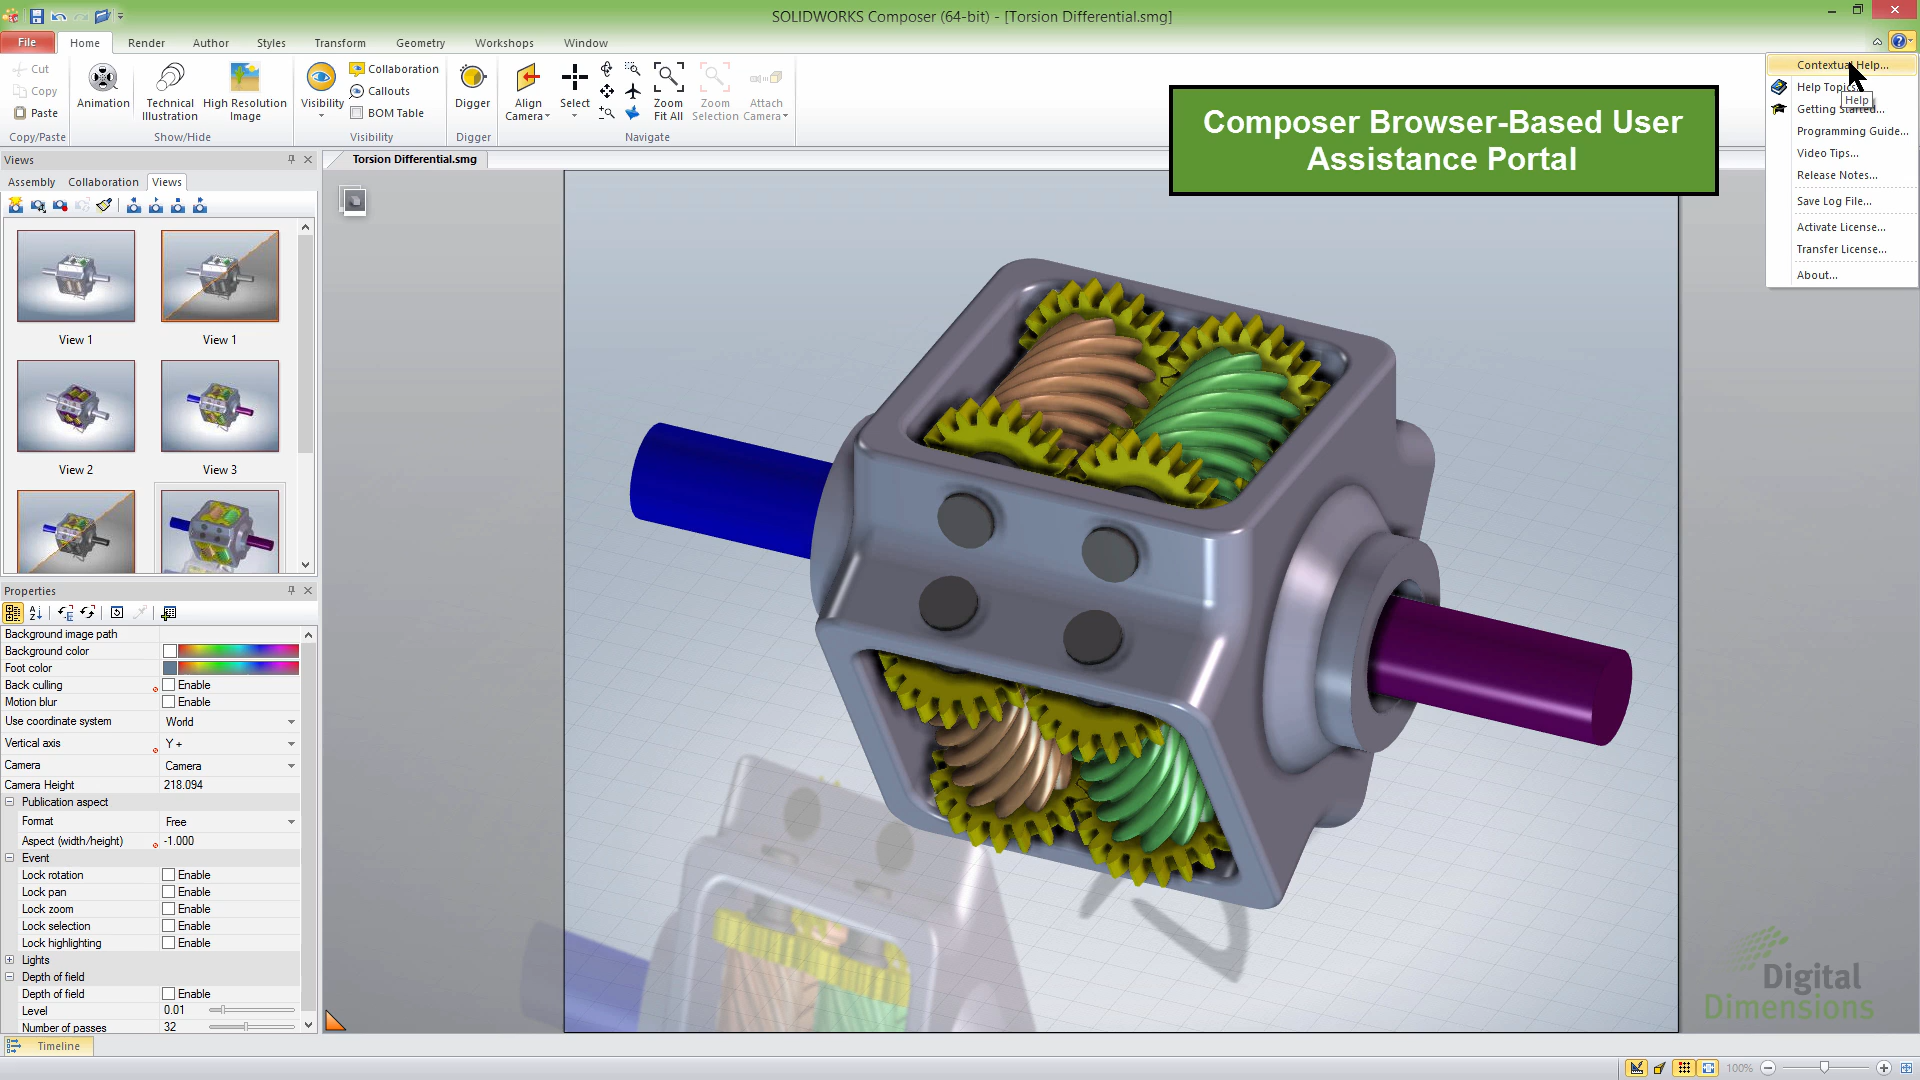 SOLIDWORKS Composer (64-bit) - [Torsion Differential.smg]
File Home Render Author Styles Transform Geometry Workshops Window
Cut
Copy
Paste
Copy/Paste
Animation
Technical Illustration
High Resolution Image
Show/Hide
Visibility
Collaboration
Callouts
BOM Table
Visibility
Digger
Digger
Align Camera
Select
Zoom Fit All
Zoom Selection
Attach Camera
Navigate
Composer Browser-Based User
Assistance Portal
Contextual Help...
Help Topics
Help
Getting Started...
Programming Guide...
Video Tips...
Release Notes...
Save Log File...
Activate License...
Transfer License...
About...
Views
Assembly Collaboration Views
Torsion Differential.smg
View 1 View 1
View 2 View 3
Properties
Background image path
Background color
Foot color
Back culling Enable
Motion blur Enable
Use coordinate system World
Vertical axis Y +
Camera Camera
Camera Height 218.094
Publication aspect
Format Free
Aspect (width/height) -1.000
Event
Lock rotation Enable
Lock pan Enable
Lock zoom Enable
Lock selection Enable
Lock highlighting Enable
Lights
Depth of field
Depth of field Enable
Level 0.01
Number of passes 32
Timeline
Digital
Dimensions
100%